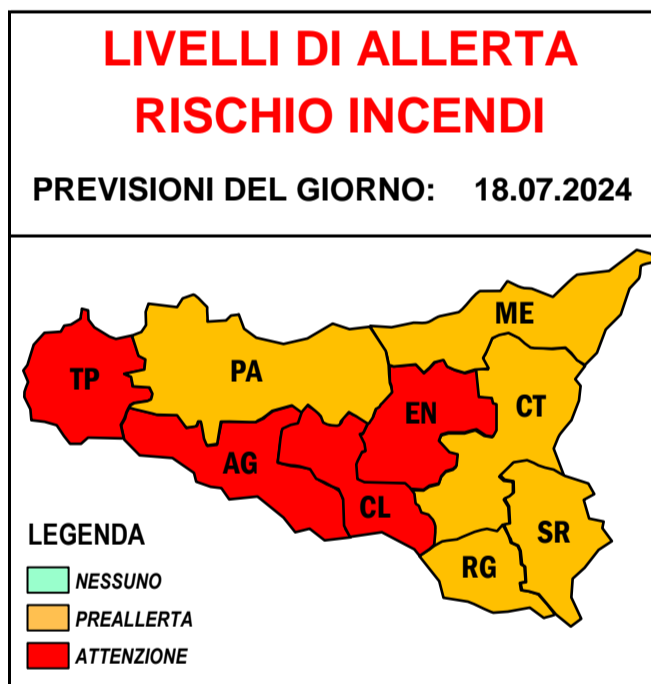 LIVELLI DI ALLERTA
RISCHIO INCENDI
PREVISIONI DEL GIORNO: 18.07.2024
ME
TP
PA
EN
CT
AG
CL
SR
RG
LEGENDA
NESSUNO
PREALLERTA
ATTENZIONE